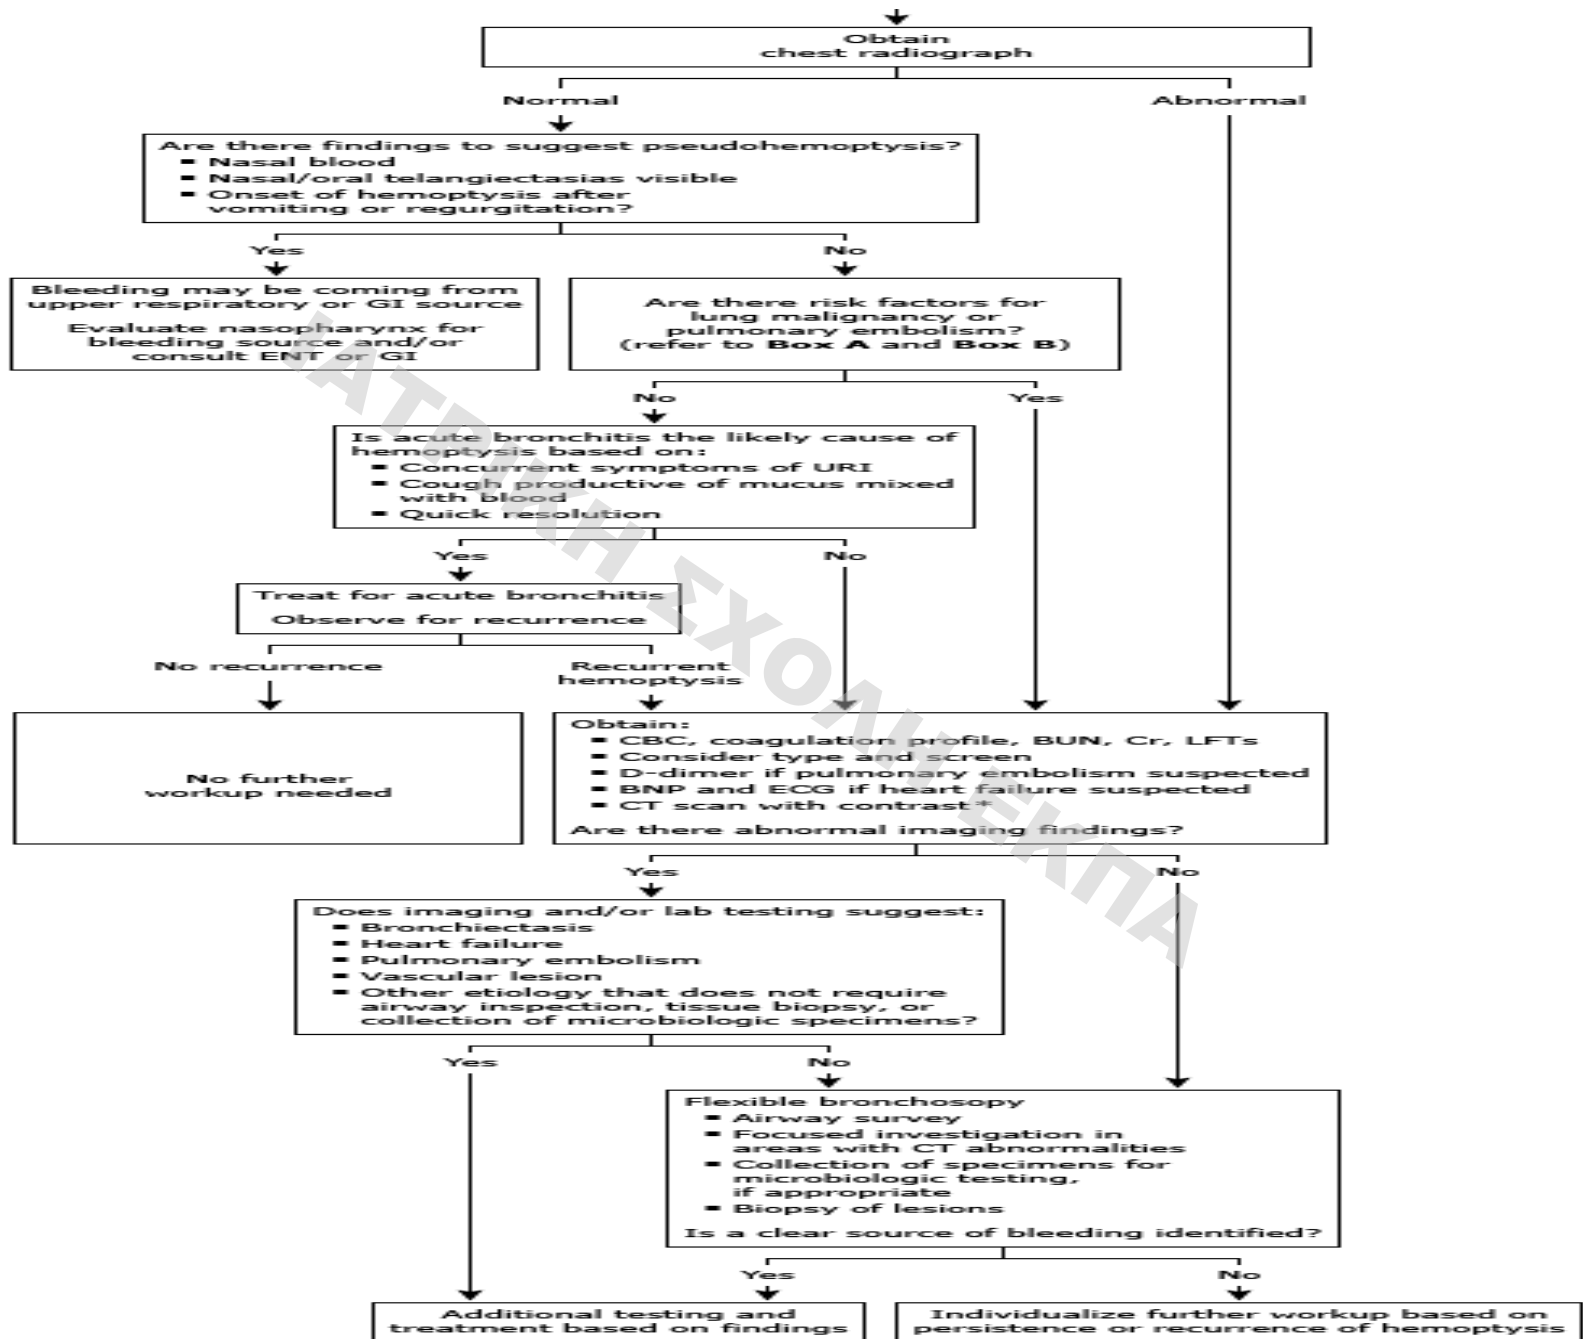 Obtain
chest radiograph
Normal
Abnormal
Are there findings to suggest pseudohemoptysis?
▪ Nasal blood
▪ Nasal/oral telangiectasias visible
▪ Onset of hemoptysis after
vomiting or regurgitation?
Yes
No
Bleeding may be coming from
upper respiratory or GI source
Evaluate nasopharynx for
bleeding source and/or
consult ENT or GI
Are there risk factors for
lung malignancy or
pulmonary embolism?
(refer to Box A and Box B)
No
Yes
Is acute bronchitis the likely cause of
hemoptysis based on:
▪ Concurrent symptoms of URI
▪ Cough productive of mucus mixed
with blood
▪ Quick resolution
Yes
No
Treat for acute bronchitis
Observe for recurrence
No recurrence
Recurrent
hemoptysis
No further
workup needed
Obtain:
▪ CBC, coagulation profile, BUN, Cr, LFTs
▪ Consider type and screen
▪ D-dimer if pulmonary embolism suspected
▪ BNP and ECG if heart failure suspected
▪ CT scan with contrast*
Are there abnormal imaging findings?
Yes
No
Does imaging and/or lab testing suggest:
▪ Bronchiectasis
▪ Heart failure
▪ Pulmonary embolism
▪ Vascular lesion
▪ Other etiology that does not require
airway inspection, tissue biopsy, or
collection of microbiologic specimens?
Yes
No
Flexible bronchosopy
▪ Airway survey
▪ Focused investigation in
areas with CT abnormalities
▪ Collection of specimens for
microbiologic testing,
if appropriate
▪ Biopsy of lesions
Is a clear source of bleeding identified?
Yes
No
Additional testing and
treatment based on findings
Individualize further workup based on
persistence or recurrence of hemoptysis
ΙΑΤΡΙΚΗ ΣΧΟΛΗ ΕΚΠΑ